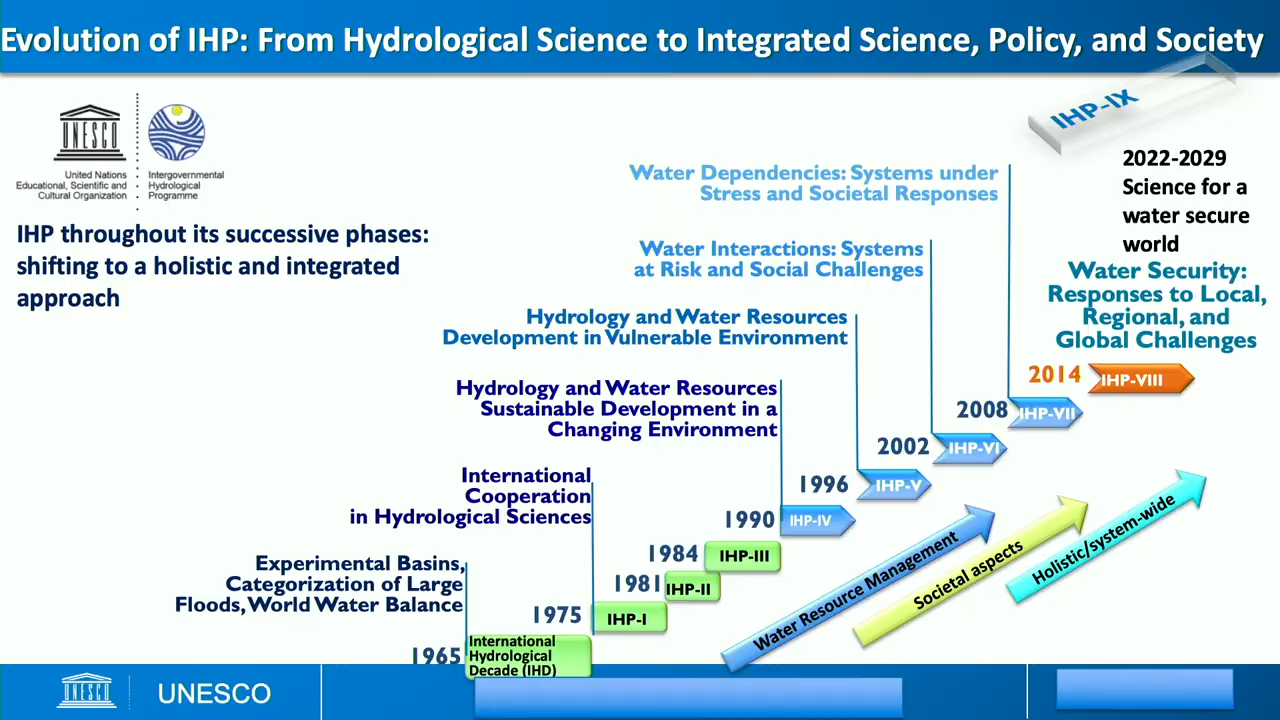 Evolution of IHP: From Hydrological Science to Integrated Science, Policy, and Society
IHP-IX
UNESCO
United Nations
Educational, Scientific and
Cultural Organization
Intergovernmental
Hydrological
Programme
IHP throughout its successive phases:
shifting to a holistic and integrated
approach
2022-2029
Science for a
water secure
world
Water Security:
Responses to Local,
Regional, and
Global Challenges
2014 IHP-VIII
Water Dependencies: Systems under
Stress and Societal Responses
2008 IHP-VII
Water Interactions: Systems
at Risk and Social Challenges
2002 IHP-VI
Hydrology and Water Resources
Development in Vulnerable Environment
1996 IHP-V
Hydrology and Water Resources
Sustainable Development in a
Changing Environment
1990 IHP-IV
1984 IHP-III
1981 IHP-II
International
Cooperation
in Hydrological Sciences
1975 IHP-I
Experimental Basins,
Categorization of Large
Floods, World Water Balance
1965 International
Hydrological
Decade (IHD)
Water Resource Management
Societal aspects
Holistic/system-wide
UNESCO
UNESCO